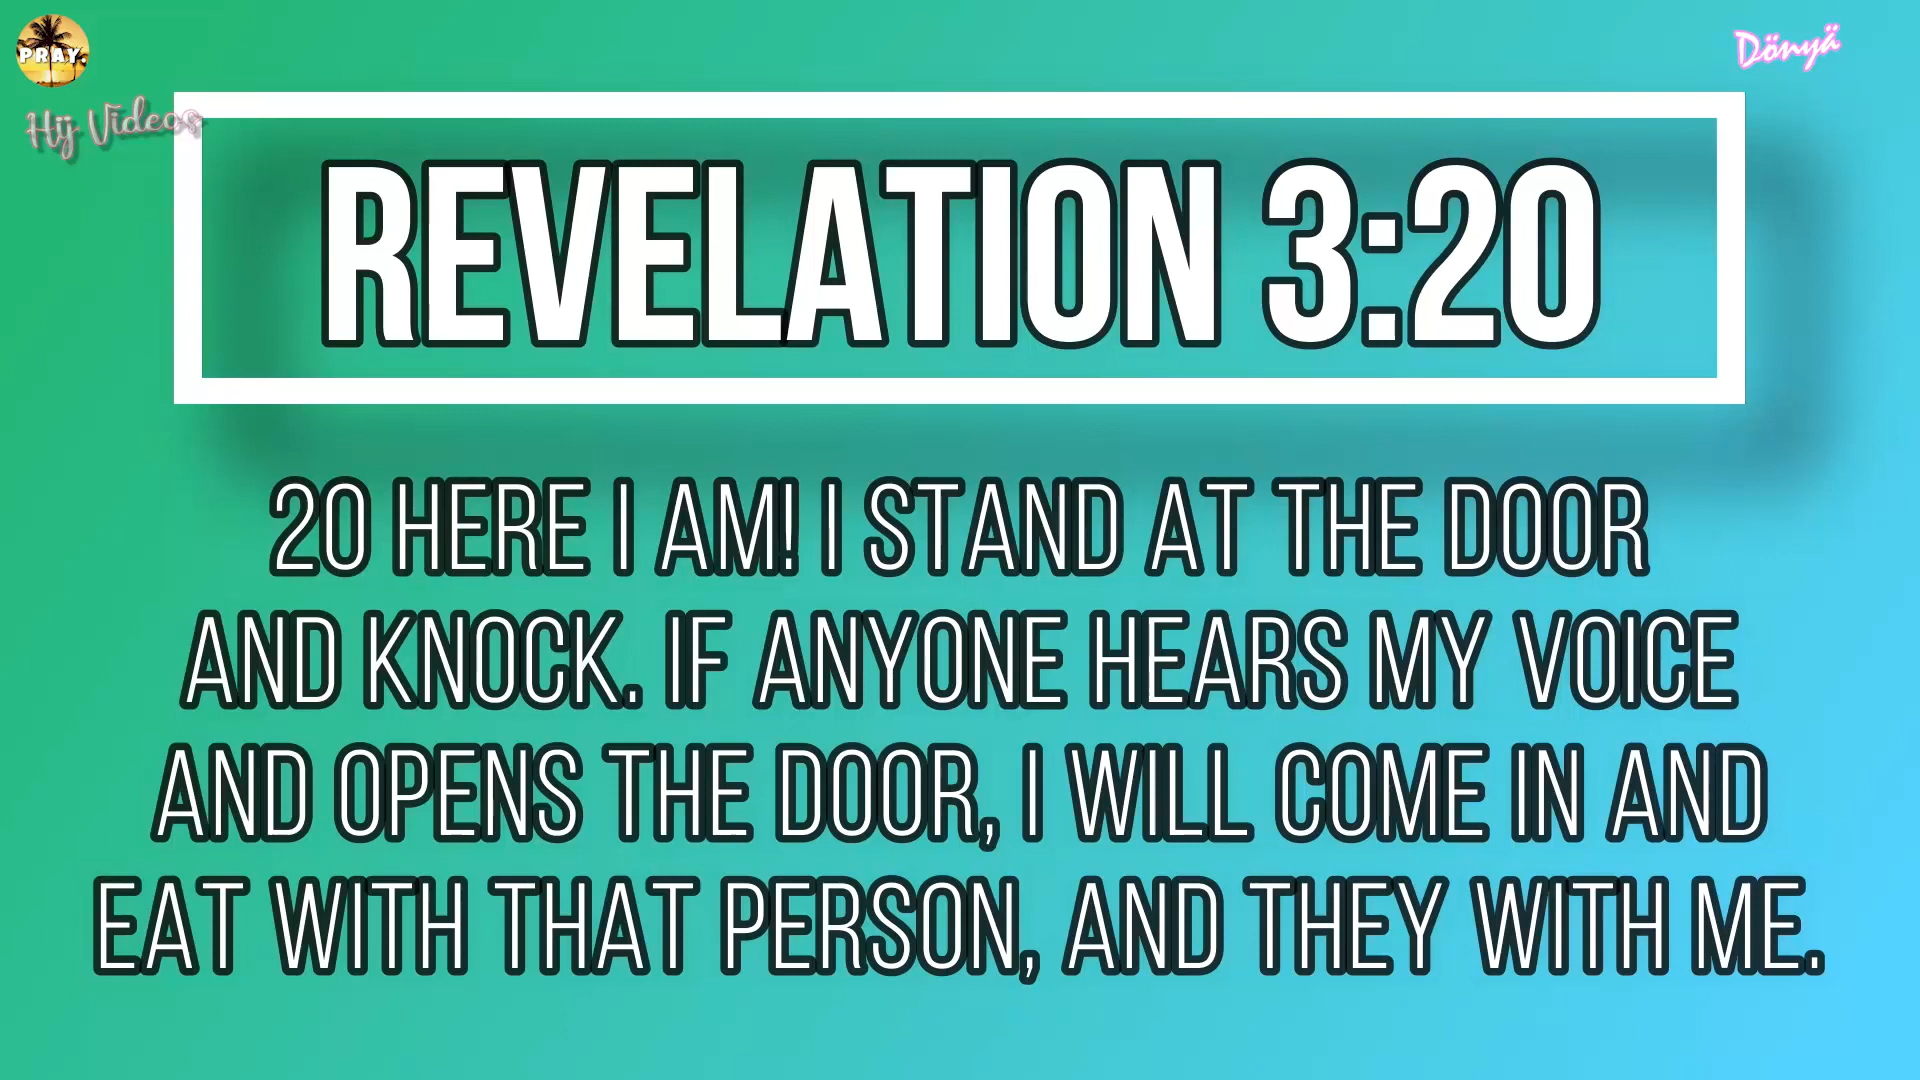 PRAY.
Dönyä
Hij Videos
REVELATION 3:20
20 HERE I AM! I STAND AT THE DOOR
AND KNOCK. IF ANYONE HEARS MY VOICE
AND OPENS THE DOOR, I WILL COME IN AND
EAT WITH THAT PERSON, AND THEY WITH ME.